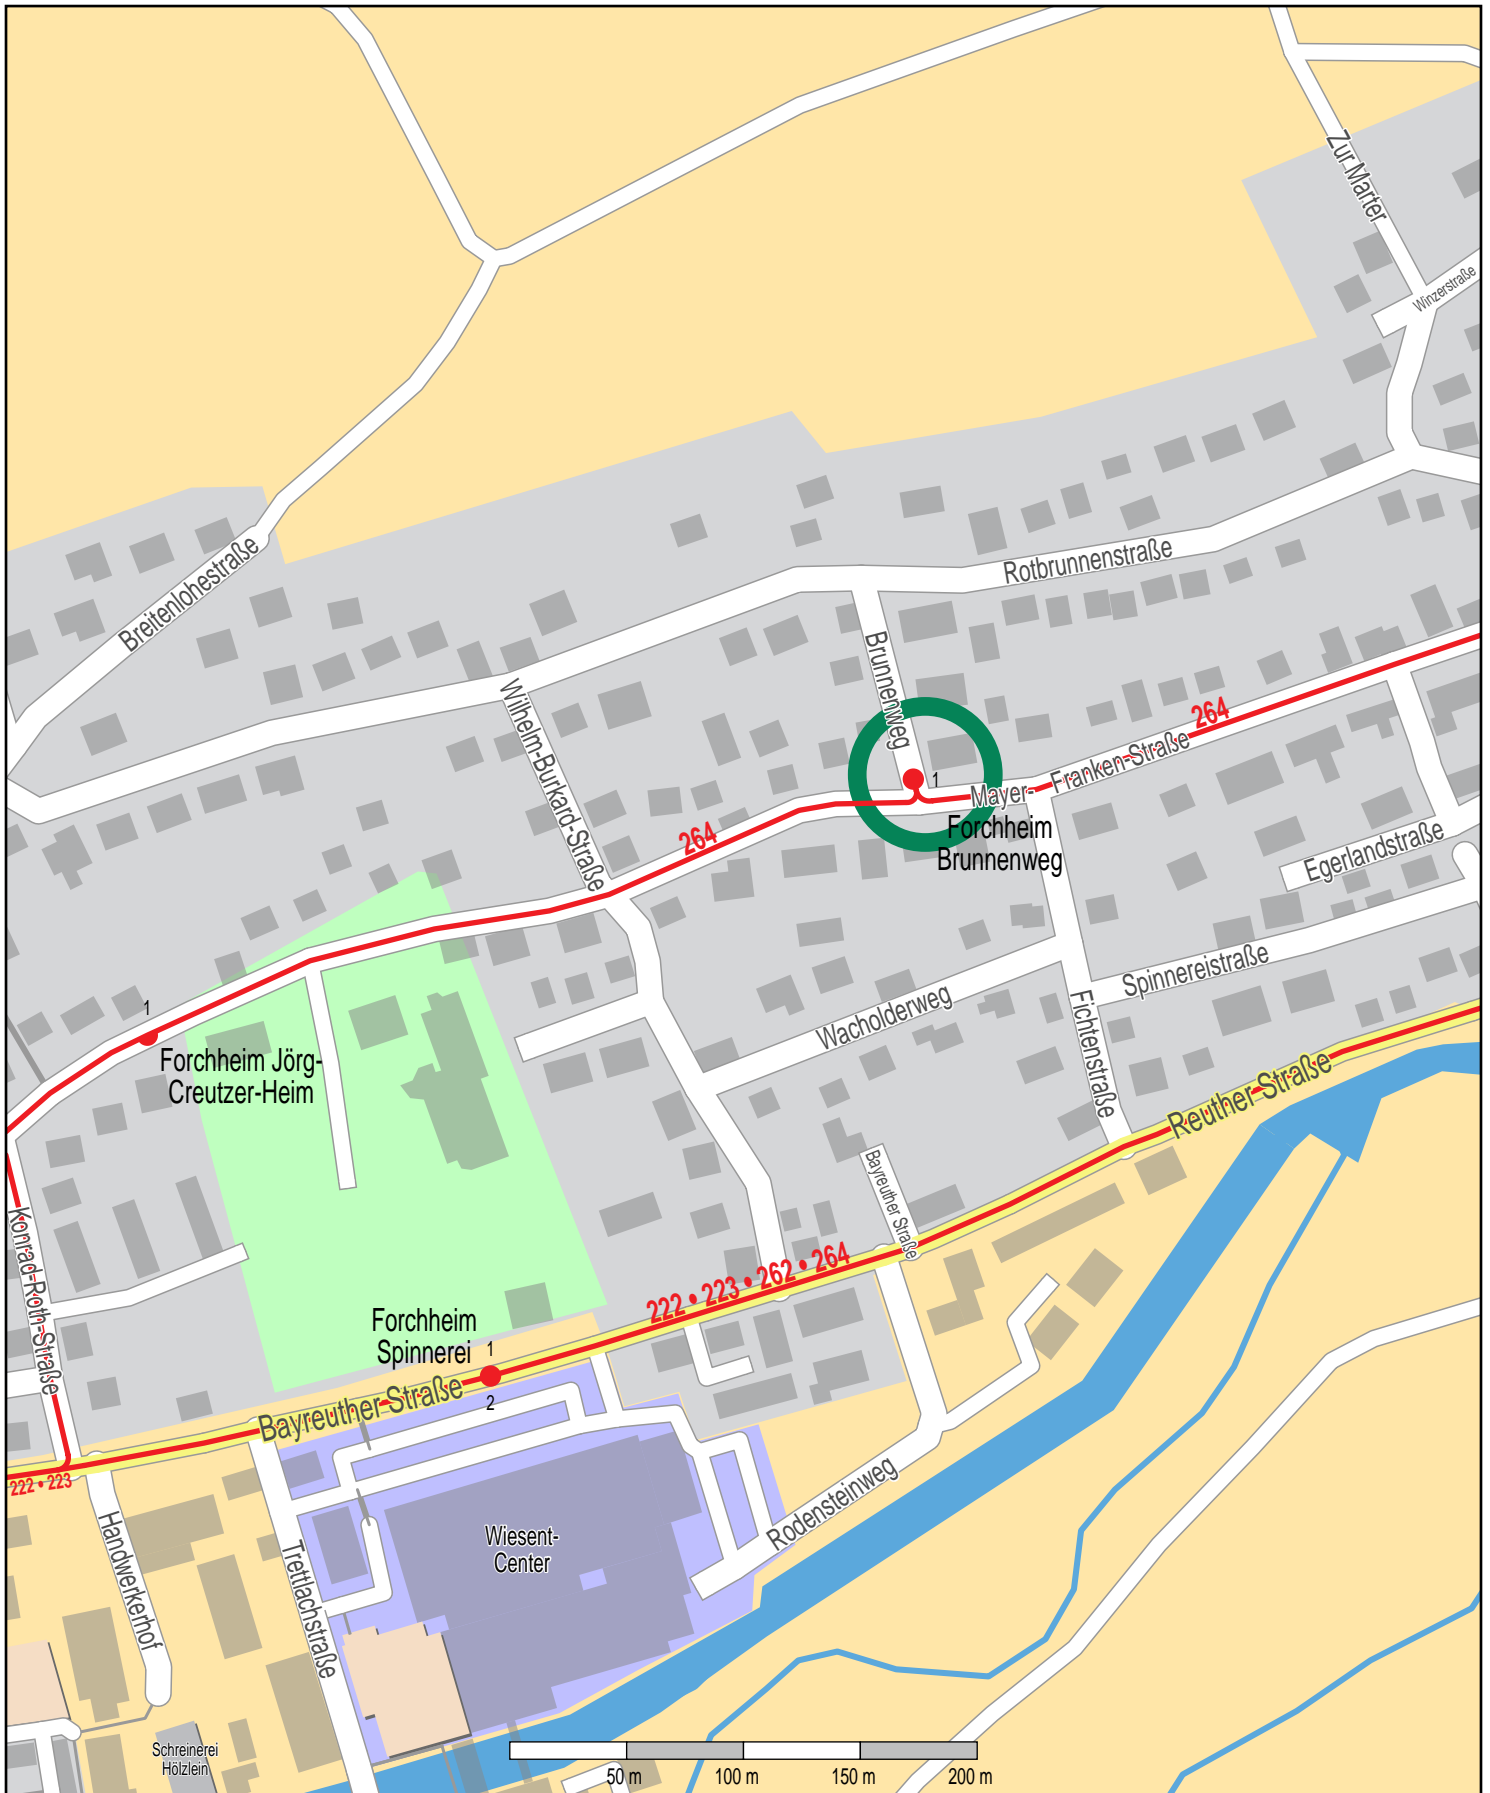 Zur Marter
Winzerstraße
Breitenlohestraße
Rotbrunnenstraße
Brunnenweg
Wilhelm-Burkard-Straße
264
264
1
Mayer-
Franken-Straße
Forchheim
Brunnenweg
Egerlandstraße
Spinnereistraße
Wacholderweg
Fichtenstraße
1
Forchheim Jörg-
Creutzer-Heim
Reuther Straße
Bayreuther Straße
Konrad-Roth-Straße
222 • 223 • 262 • 264
Forchheim
Spinnerei
1
2
Bayreuther Straße
222 • 223
Handwerkerhof
Trettlachstraße
Wiesent-
Center
Rodensteinweg
Schreinerei
Hölzlein
50 m
100 m
150 m
200 m